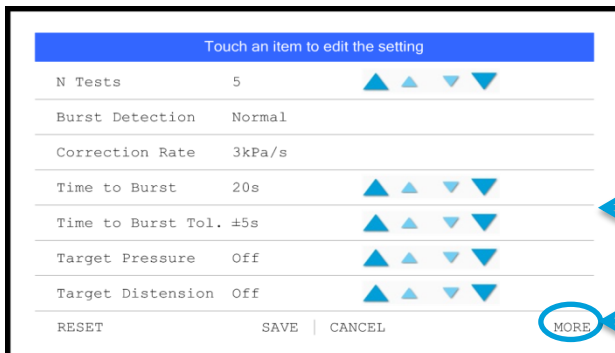 Touch an item to edit the setting
N Tests 5
Burst Detection Normal
Correction Rate 3kPa/s
Time to Burst 20s
Time to Burst Tol. ±5s
Target Pressure Off
Target Distension Off
RESET SAVE | CANCEL MORE